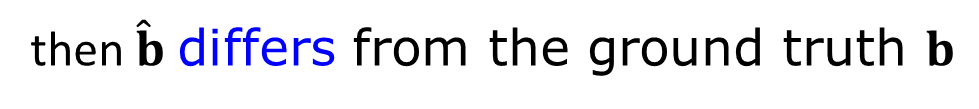 then b̂ differs from the ground truth b